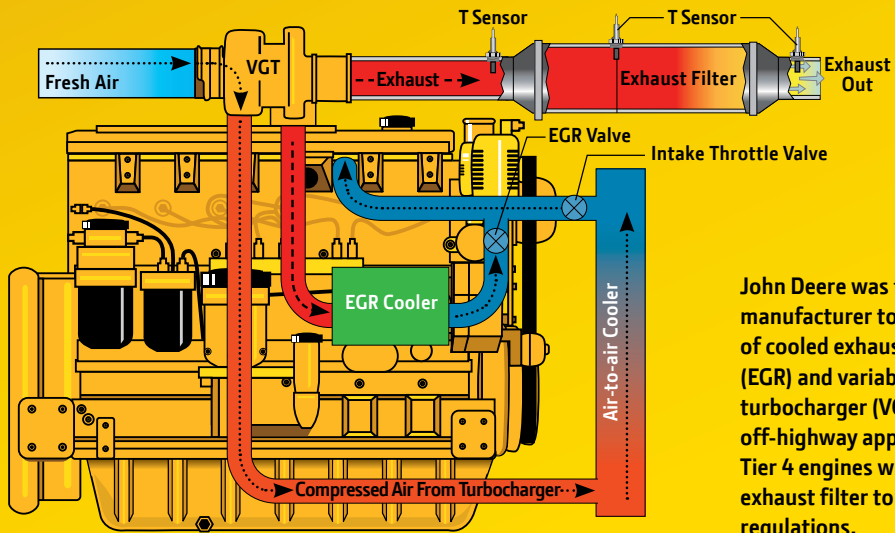 T Sensor
T Sensor
Fresh Air
VGT
Exhaust
Exhaust Filter
Exhaust
Out
EGR Valve
Intake Throttle Valve
EGR Cooler
Air-to-air Cooler
Compressed Air From Turbocharger
John Deere was
manufacturer to
of cooled exhaus
(EGR) and variab
turbocharger (V
off-highway app
Tier 4 engines w
exhaust filter to
regulations.